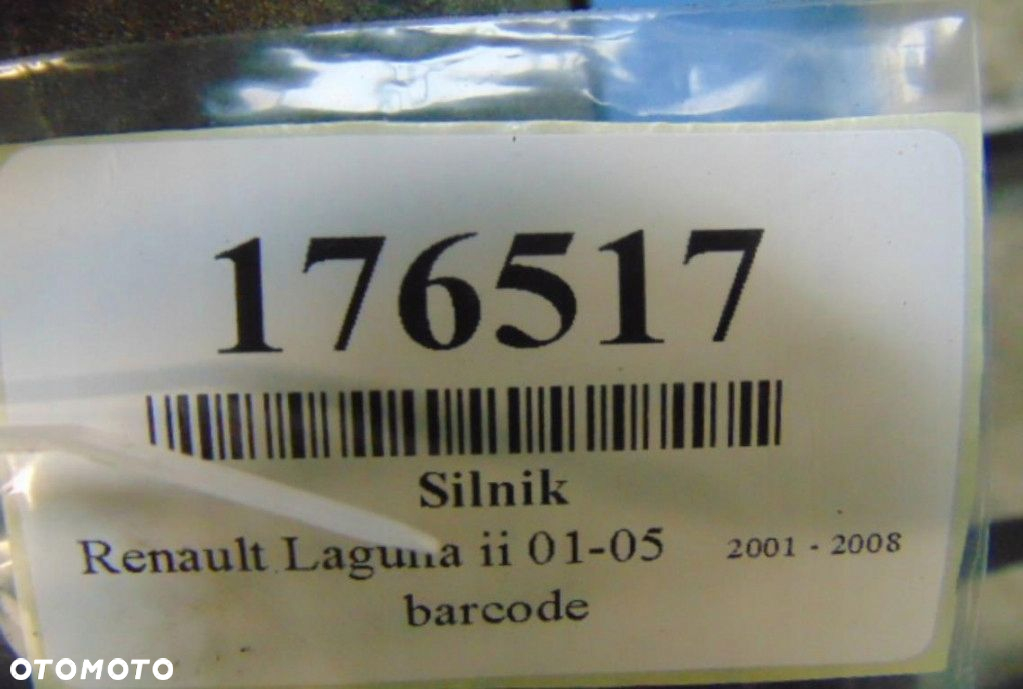 176517
Silnik
Renault Laguna ii 01-05 2001 - 2008
barcode
OTOMOTO